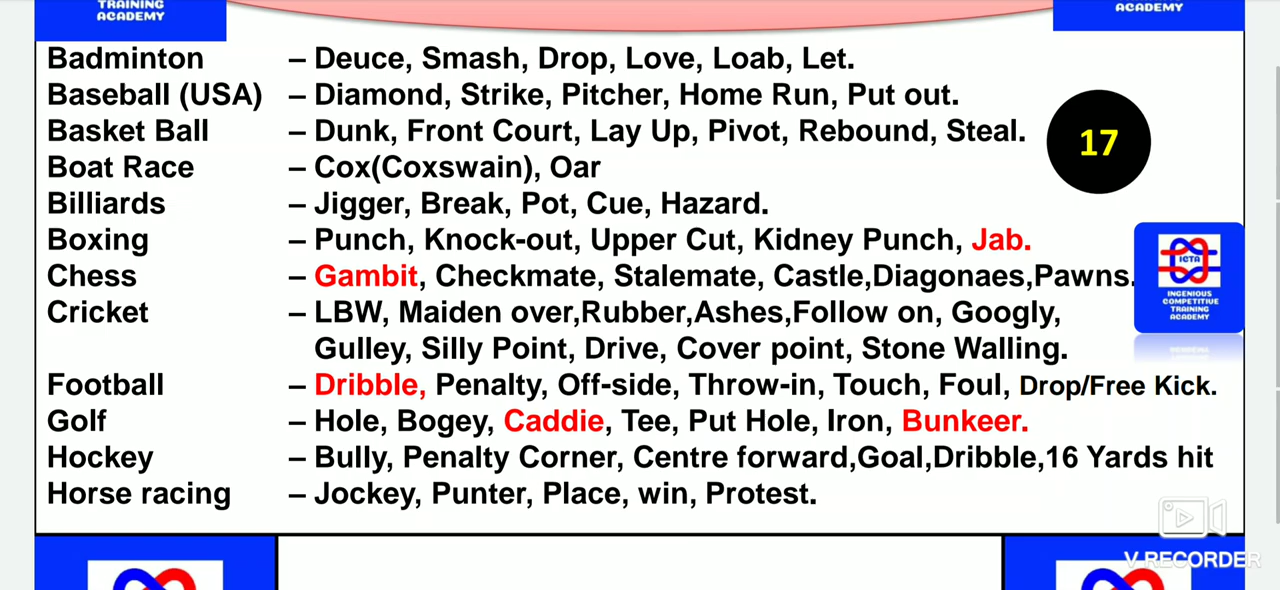 TRAINING
ACADEMY
ACADEMY
Badminton – Deuce, Smash, Drop, Love, Loab, Let.
Baseball (USA) – Diamond, Strike, Pitcher, Home Run, Put out.
Basket Ball – Dunk, Front Court, Lay Up, Pivot, Rebound, Steal.
17
Boat Race – Cox(Coxswain), Oar
Billiards – Jigger, Break, Pot, Cue, Hazard.
Boxing – Punch, Knock-out, Upper Cut, Kidney Punch, Jab.
Chess – Gambit, Checkmate, Stalemate, Castle,Diagonaes,Pawns.
ICTA
INGENIOUS
COMPETITIVE
TRAINING
ACADEMY
Cricket – LBW, Maiden over,Rubber,Ashes,Follow on, Googly,
Gulley, Silly Point, Drive, Cover point, Stone Walling.
Football – Dribble, Penalty, Off-side, Throw-in, Touch, Foul, Drop/Free Kick.
Golf – Hole, Bogey, Caddie, Tee, Put Hole, Iron, Bunkeer.
Hockey – Bully, Penalty Corner, Centre forward,Goal,Dribble,16 Yards hit
Horse racing – Jockey, Punter, Place, win, Protest.
V RECORDER